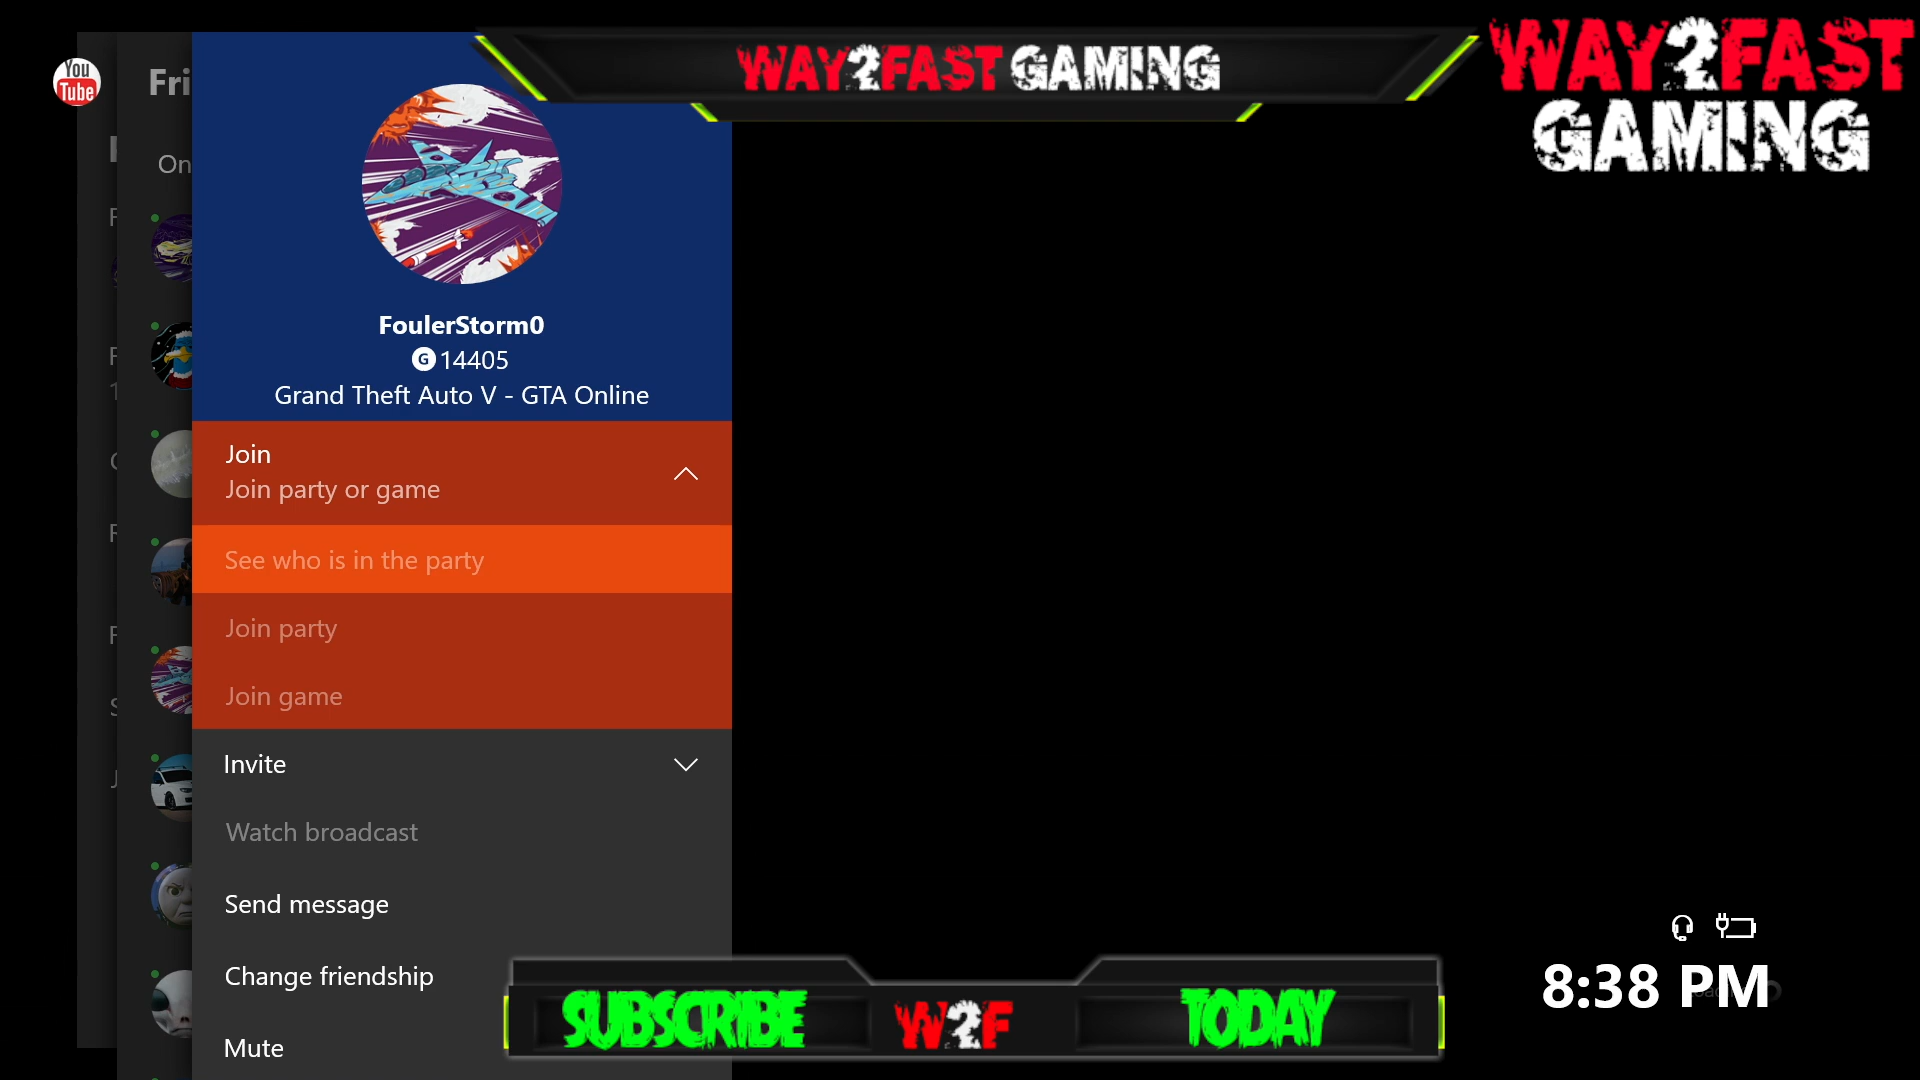 You
Tube
Fri
On
WAY2FAST GAMING
WAY2FAST
GAMING
FoulerStorm0
G 14405
Grand Theft Auto V - GTA Online
Join
Join party or game
See who is in the party
Join party
Join game
Invite
Watch broadcast
Send message
Change friendship
Mute
SUBSCRIBE
W2F
TODAY
8:38 PM